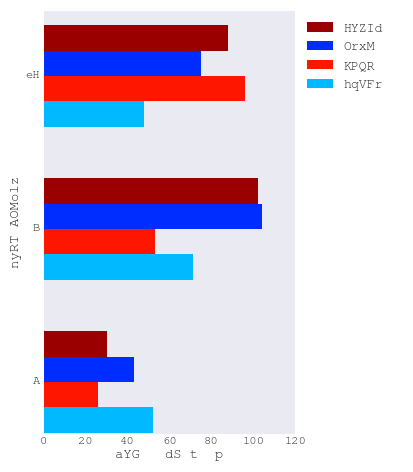 HYZId
OrxM
KPQR
hqVFr
eH
B
A
nyRT AOMolz
0 20 40 60 80 100 120
aYG   dS t  p